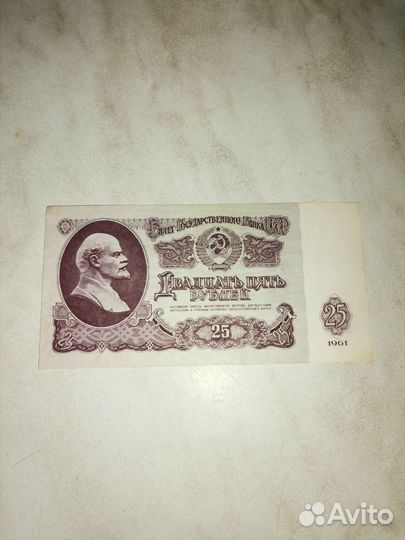 Билет Государственного Банка СССР
Двадцать пять
рублей
25
25
1961
Avito